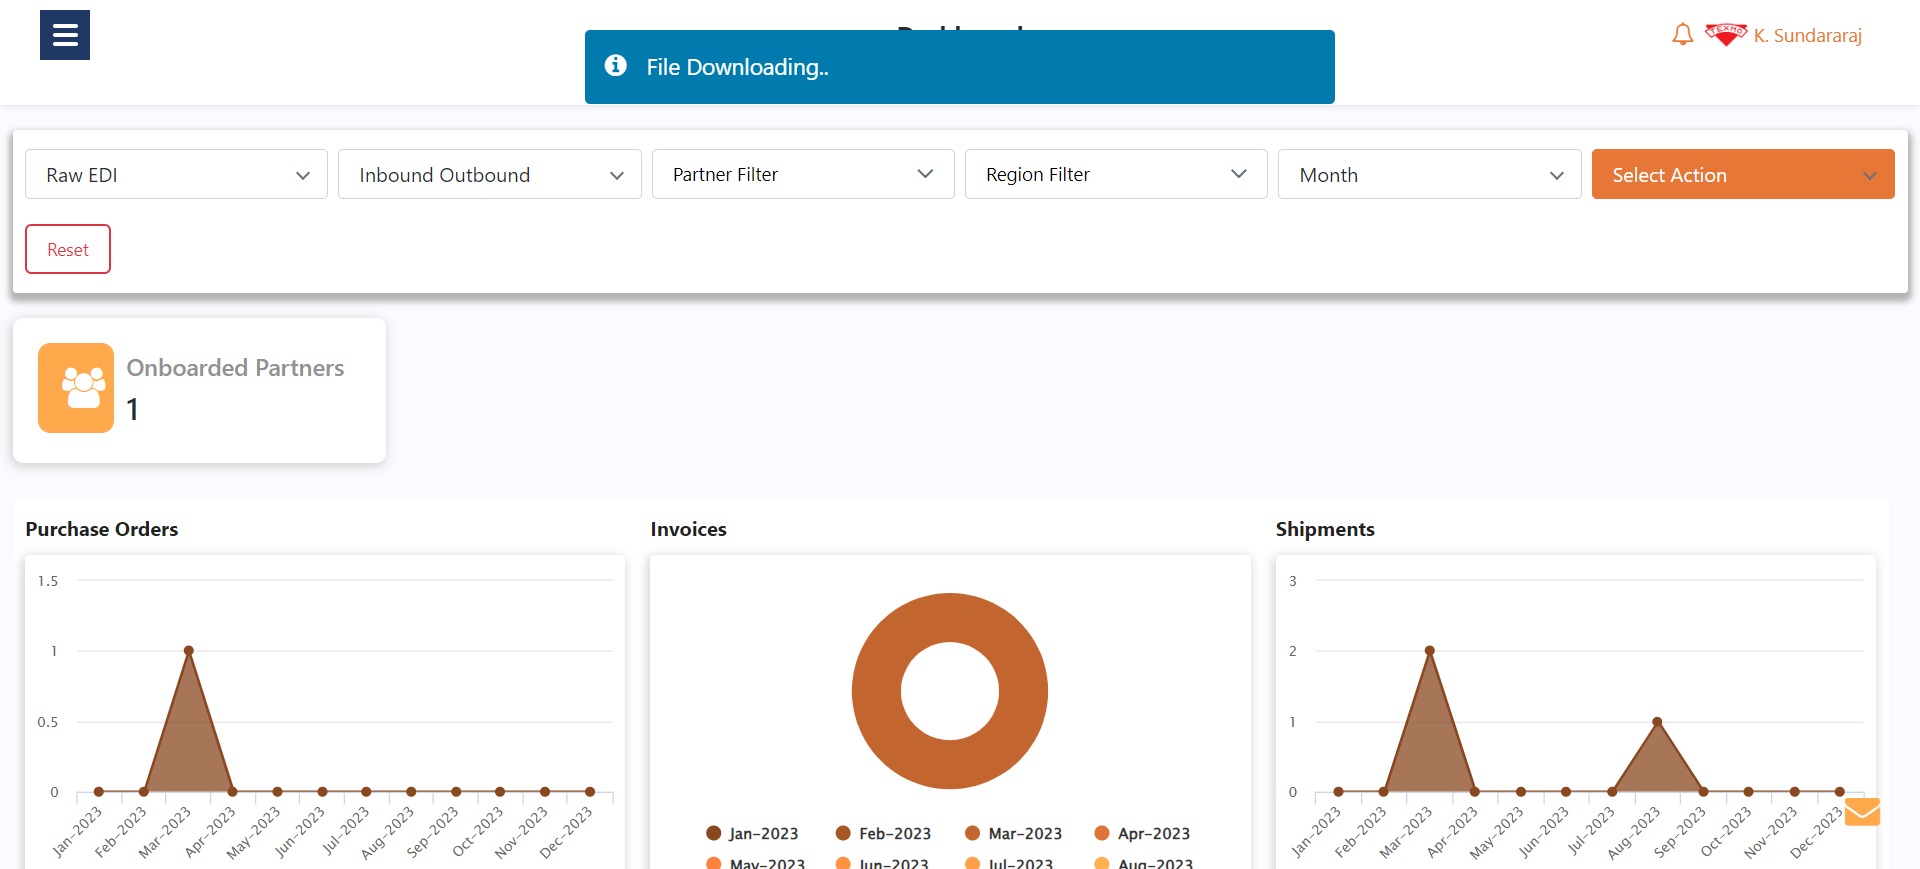 File Downloading..
TEXMO
K. Sundararaj
Raw EDI
Inbound Outbound
Partner Filter
Region Filter
Month
Select Action
Reset
Onboarded Partners
1
Purchase Orders
1.5
1
0.5
0
Jan-2023
Feb-2023
Mar-2023
Apr-2023
May-2023
Jun-2023
Jul-2023
Aug-2023
Sep-2023
Oct-2023
Nov-2023
Dec-2023
Invoices
Jan-2023 Feb-2023 Mar-2023 Apr-2023
May-2023 Jun-2023 Jul-2023 Aug-2023
Shipments
3
2
1
0
Jan-2023
Feb-2023
Mar-2023
Apr-2023
May-2023
Jun-2023
Jul-2023
Aug-2023
Sep-2023
Oct-2023
Nov-2023
Dec-2023